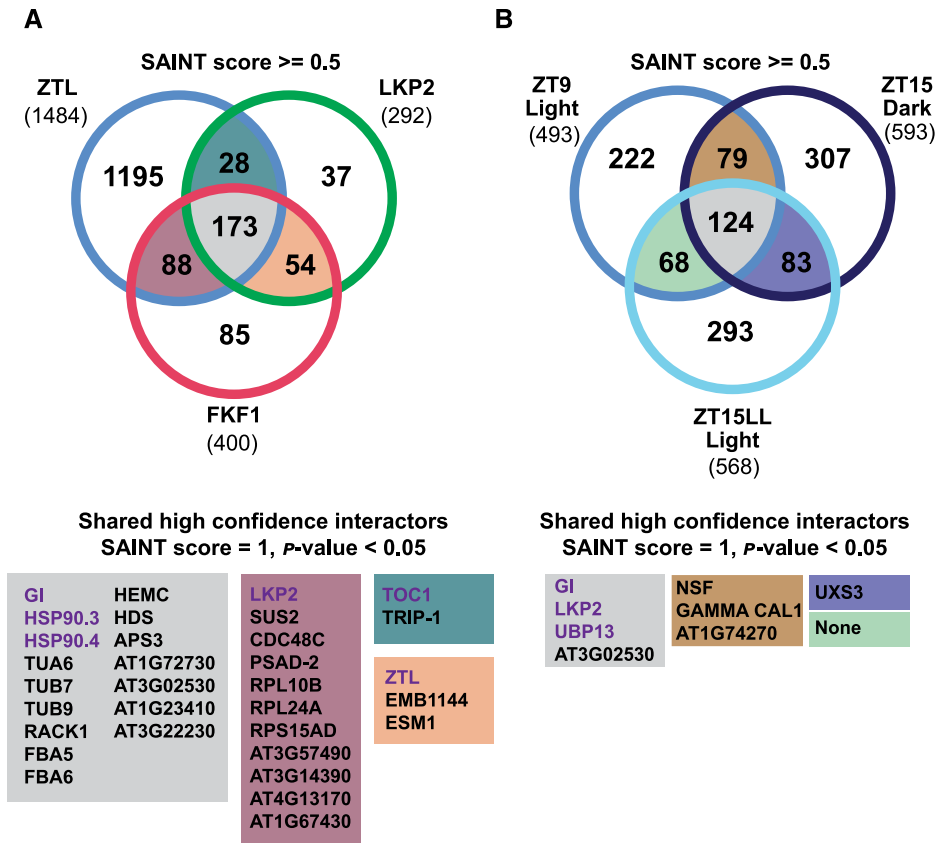 A
SAINT score >= 0.5
ZTL
(1484)
LKP2
(292)
1195
28
37
173
88
54
85
FKF1
(400)
Shared high confidence interactors
SAINT score = 1, P-value < 0.05
GI
HSP90.3
HSP90.4
TUA6
TUB7
TUB9
RACK1
FBA5
FBA6
HEMC
HDS
APS3
AT1G72730
AT3G02530
AT1G23410
AT3G22230
LKP2
SUS2
CDC48C
PSAD-2
RPL10B
RPL24A
RPS15AD
AT3G57490
AT3G14390
AT4G13170
AT1G67430
TOC1
TRIP-1
ZTL
EMB1144
ESM1
B
SAINT score >= 0.5
ZT9
Light
(493)
ZT15
Dark
(593)
222
79
307
124
68
83
293
ZT15LL
Light
(568)
Shared high confidence interactors
SAINT score = 1, P-value < 0.05
GI
LKP2
UBP13
AT3G02530
NSF
GAMMA CAL1
AT1G74270
UXS3
None